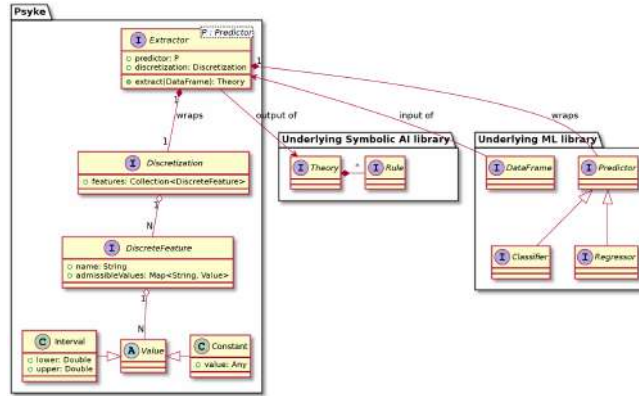 Psyke
I Extractor
P : Predictor
predictor: P
discretization: Discretization
extract(DataFrame): Theory
1
1
wraps
output of
input of
wraps
1
Underlying Symbolic AI library
Underlying ML library
I Discretization
features: Collection<DiscreteFeature>
I Theory
*
I Rule
I DataFrame
I Predictor
1
N
I DiscreteFeature
name: String
admissibleValues: Map<String, Value>
I Classifier
I Regressor
1
N
C Interval
lower: Double
upper: Double
A Value
C Constant
value: Any